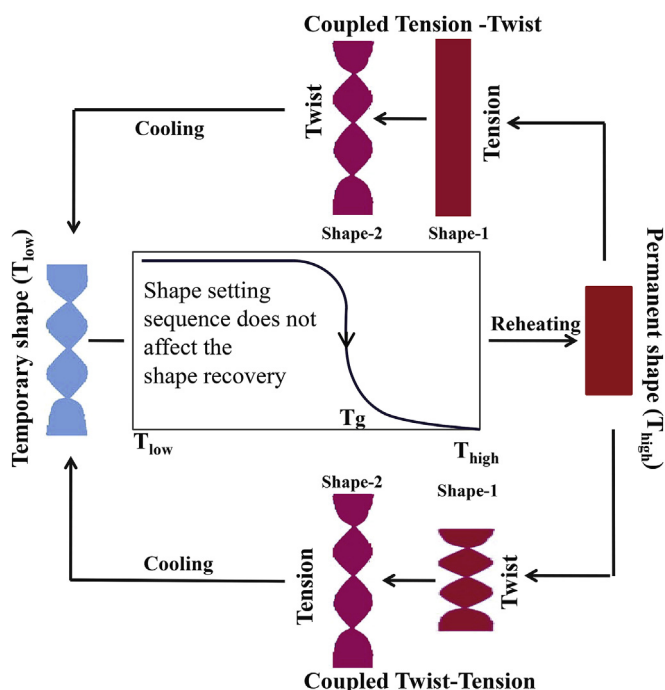 Coupled Tension -Twist
Cooling
Twist
Tension
Shape-2
Shape-1
Temporary shape (Tlow)
Shape setting
sequence does not
affect the
shape recovery
Reheating
Permanent shape (Thigh)
Tg
Tlow
Thigh
Shape-2
Shape-1
Cooling
Tension
Twist
Coupled Twist-Tension